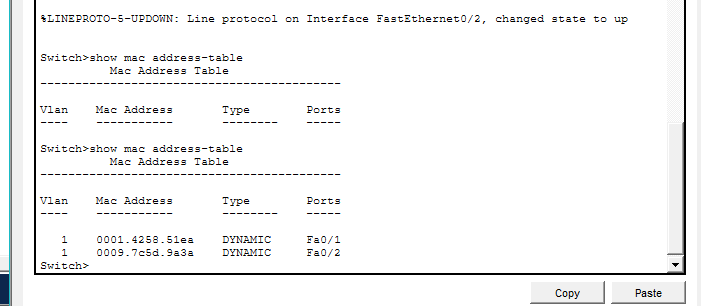 %LINEPROTO-5-UPDOWN: Line protocol on Interface FastEthernet0/2, changed state to up
Switch>show mac address-table
Mac Address Table
-------------------------------------------
Vlan Mac Address Type Ports
---- ----------- -------- -----
Switch>show mac address-table
Mac Address Table
-------------------------------------------
Vlan Mac Address Type Ports
---- ----------- -------- -----
1 0001.4258.51ea DYNAMIC Fa0/1
1 0009.7c5d.9a3a DYNAMIC Fa0/2
Switch>
Copy Paste